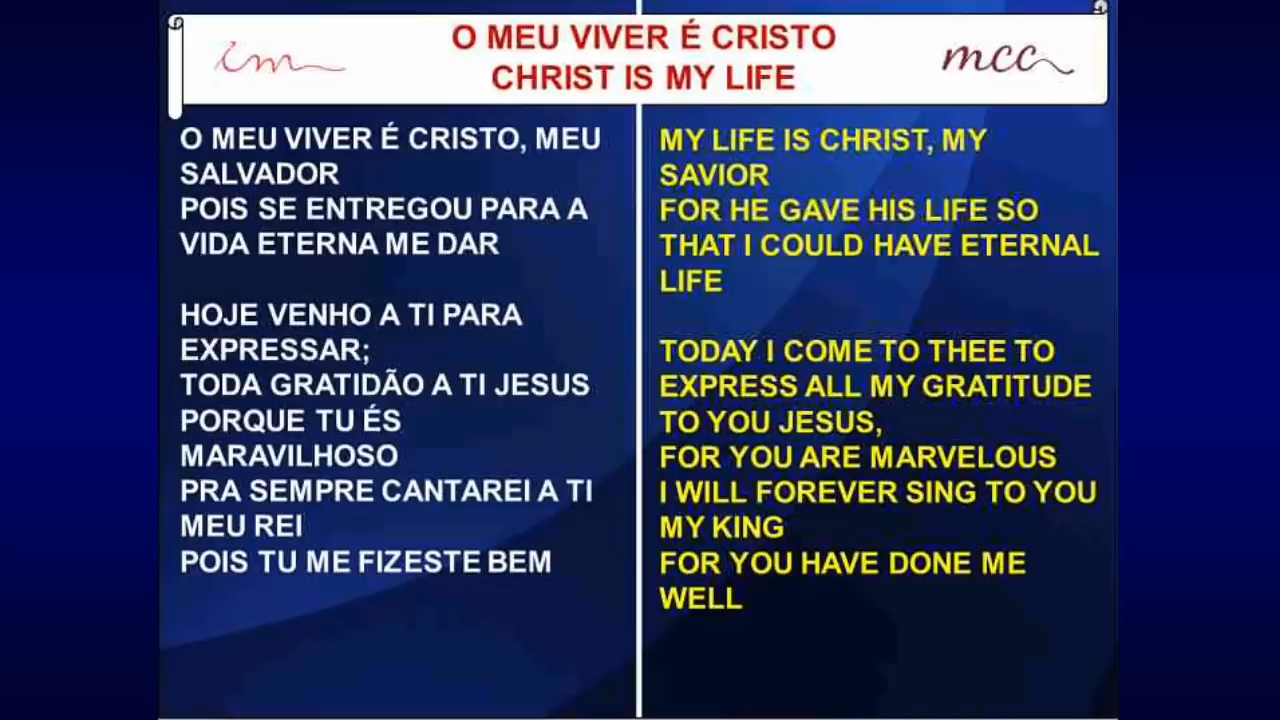 im
O MEU VIVER É CRISTO
CHRIST IS MY LIFE
mcc
O MEU VIVER É CRISTO, MEU
SALVADOR
POIS SE ENTREGOU PARA A
VIDA ETERNA ME DAR
HOJE VENHO A TI PARA
EXPRESSAR;
TODA GRATIDÃO A TI JESUS
PORQUE TU ÉS
MARAVILHOSO
PRA SEMPRE CANTAREI A TI
MEU REI
POIS TU ME FIZESTE BEM
MY LIFE IS CHRIST, MY
SAVIOR
FOR HE GAVE HIS LIFE SO
THAT I COULD HAVE ETERNAL
LIFE
TODAY I COME TO THEE TO
EXPRESS ALL MY GRATITUDE
TO YOU JESUS,
FOR YOU ARE MARVELOUS
I WILL FOREVER SING TO YOU
MY KING
FOR YOU HAVE DONE ME
WELL